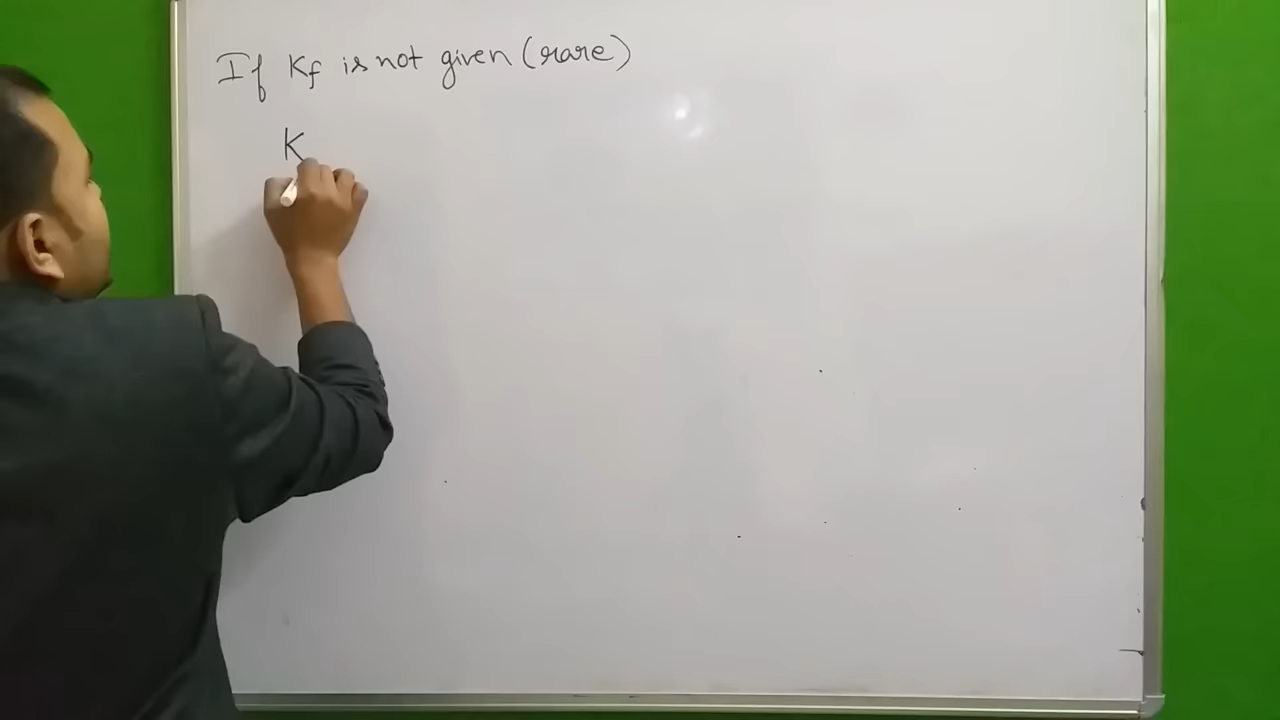 If Kf is not given (rare)
K